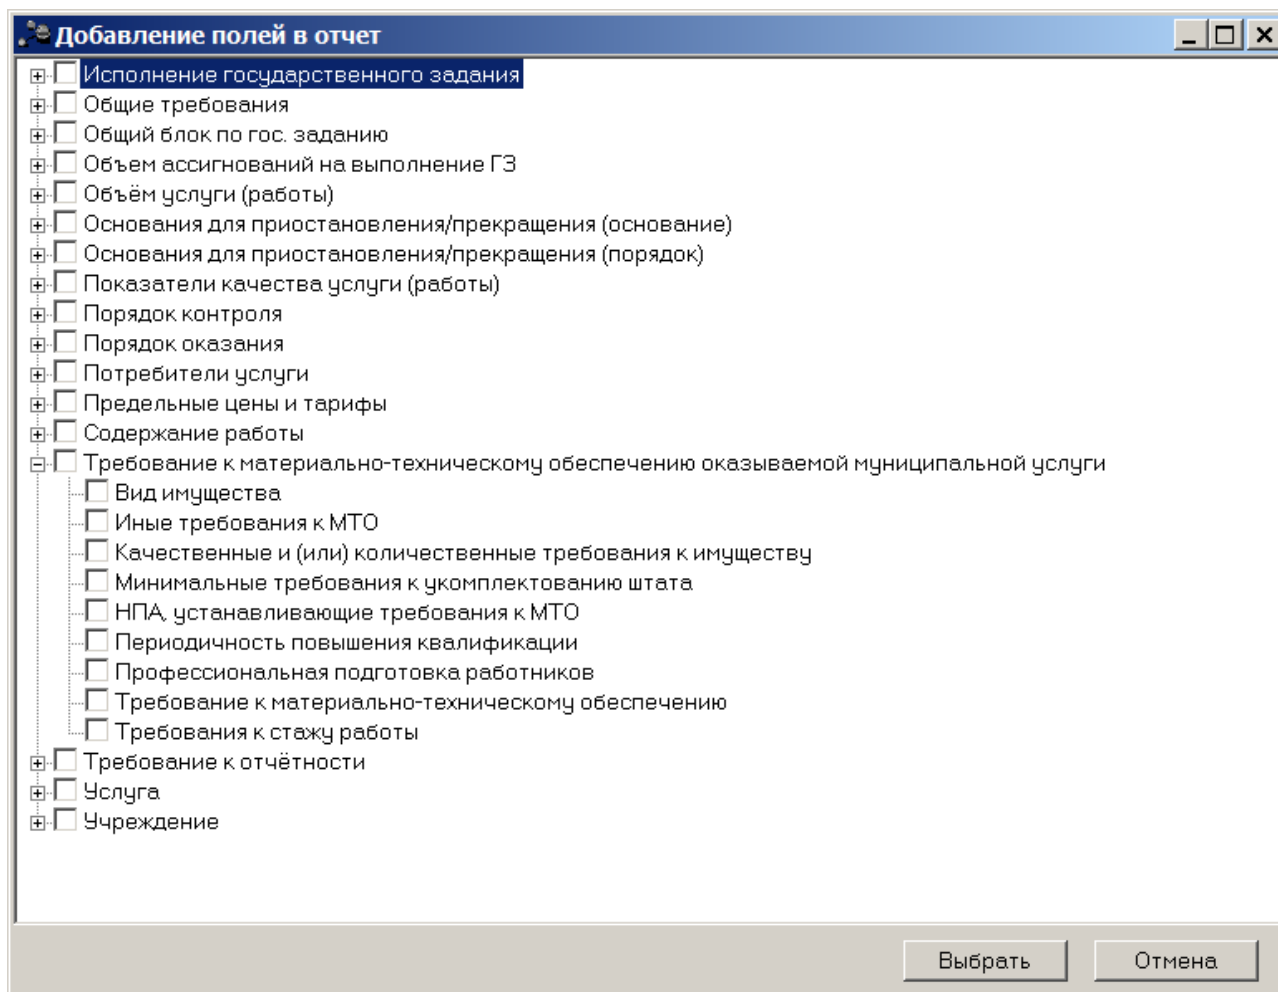 Добавление полей в отчет
Исполнение государственного задания
Общие требования
Общий блок по гос. заданию
Объем ассигнований на выполнение ГЗ
Объём услуги (работы)
Основания для приостановления/прекращения (основание)
Основания для приостановления/прекращения (порядок)
Показатели качества услуги (работы)
Порядок контроля
Порядок оказания
Потребители услуги
Предельные цены и тарифы
Содержание работы
Требование к материально-техническому обеспечению оказываемой муниципальной услуги
Вид имущества
Иные требования к МТО
Качественные и (или) количественные требования к имуществу
Минимальные требования к укомплектованию штата
НПА, устанавливающие требования к МТО
Периодичность повышения квалификации
Профессиональная подготовка работников
Требование к материально-техническому обеспечению
Требования к стажу работы
Требование к отчётности
Услуга
Учреждение
Выбрать Отмена